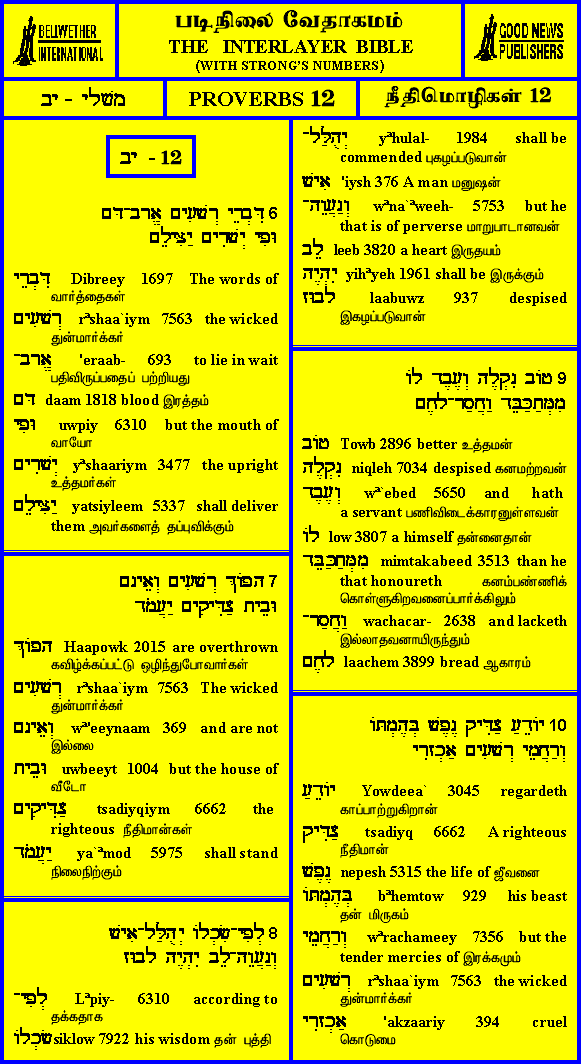 BELLWETHER
INTERNATIONAL
படிநிலை வேதாகமம்
THE INTERLAYER BIBLE
(WITH STRONG'S NUMBERS)
GOOD NEWS
PUBLISHERS
משלי - יב
PROVERBS 12
நீதிமொழிகள் 12
יב - 12
6 דִּבְרֵי רְשָׁעִים אֱרָב־דָּם
וּפִי יְשָׁרִים יַצִּילֵם
דִּבְרֵי Dibreey 1697 The words of
வார்த்தைகள்
רְשָׁעִים rªshaa`iym 7563 the wicked
துன்மார்க்கர்
אֱרָב־ 'eraab- 693 to lie in wait
பதிவிருப்பதைப் பற்றியது
דָּם daam 1818 blood இரத்தம்
וּפִי uwpiy 6310 but the mouth of
வாயோ
יְשָׁרִים yªshaariym 3477 the upright
உத்தமர்கள்
יַצִּילֵם yatsiyleem 5337 shall deliver
them அவர்களைத் தப்புவிக்கும்
7 הָפוֹךְ רְשָׁעִים וְאֵינָם
וּבֵית צַדִּיקִים יַעֲמֹד
הָפוֹךְ Haapowk 2015 are overthrown
கவிழ்க்கப்பட்டு ஒழிந்துபோவார்கள்
רְשָׁעִים rªshaa`iym 7563 The wicked
துன்மார்க்கர்
וְאֵינָם wª'eeynaam 369 and are not
இல்லை
וּבֵית uwbeeyt 1004 but the house of
வீடோ
צַדִּיקִים tsadiyqiym 6662 the
righteous நீதிமான்கள்
יַעֲמֹד ya`ªmod 5975 shall stand
நிலைநிற்கும்
8 לְפִי־שִׂכְלוֹ יְהֻלַּל־אִישׁ
וְנַעֲוֵה־לֵב יִהְיֶה לָבוּז
לְפִי־ Lªpiy- 6310 according to
தக்கதாக
שִׂכְלוֹ siklow 7922 his wisdom தன் புத்தி
יְהֻלַּל־ yªhulal- 1984 shall be
commended புகழப்படுவான்
אִישׁ 'iysh 376 A man மனுஷன்
וְנַעֲוֵה־ wªna`ªweeh- 5753 but he
that is of perverse மாறுபாடானவன்
לֵב leeb 3820 a heart இருதயம்
יִהְיֶה yihªyeh 1961 shall be இருக்கும்
לָבוּז laabuwz 937 despised
இகழப்படுவான்
9 טוֹב נִקְלֶה וְעֶבֶד לוֹ
מִמְּתַכַּבֵּד וַחֲסַר־לָחֶם
טוֹב Towb 2896 better உத்தமன்
נִקְלֶה niqleh 7034 despised கனமற்றவன்
וְעֶבֶד wª`ebed 5650 and hath
a servant பணிவிடைக்காரனுள்ளவன்
לוֹ low 3807 a himself தன்னைதான்
מִמְּתַכַּבֵּד mimtakabeed 3513 than he
that honoureth கனம்பண்ணிக்
கொள்ளுகிறவனைப்பார்க்கிலும்
וַחֲסַר־ wachacar- 2638 and lacketh
இல்லாதவனாயிருந்தும்
לָחֶם laachem 3899 bread ஆகாரம்
10 יוֹדֵעַ צַדִּיק נֶפֶשׁ בְּהֶמְתּוֹ
וְרַחֲמֵי רְשָׁעִים אַכְזָרִי
יוֹדֵעַ Yowdeea` 3045 regardeth
காப்பாற்றுகிறான்
צַדִּיק tsadiyq 6662 A righteous
நீதிமான்
נֶפֶשׁ nepesh 5315 the life of ஜீவனை
בְּהֶמְתּוֹ bªhemtow 929 his beast
தன் மிருகம்
וְרַחֲמֵי wªrachameey 7356 but the
tender mercies of இரக்கமும்
רְשָׁעִים rªshaa`iym 7563 the wicked
துன்மார்க்கர்
אַכְזָרִי 'akzaariy 394 cruel
கொடுமை